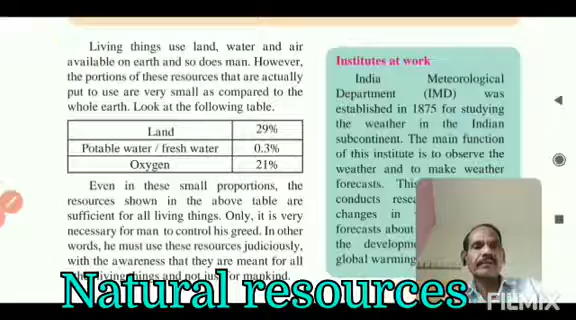 Living things use land, water and air
available on earth and so does man. However,
the portions of these resources that are actually
put to use are very small as compared to the
whole earth. Look at the following table.
Land 29%
Potable water / fresh water 0.3%
Oxygen 21%
Even in these small proportions, the
resources shown in the above table are
sufficient for all living things. Only, it is very
necessary for man to control his greed. In other
words, he must use these resources judiciously,
with the awareness that they are meant for all
living things and not just for mankind.
Institutes at work
India Meteorological
Department (IMD) was
established in 1875 for studying
the weather in the Indian
subcontinent. The main function
of this institute is to observe the
weather and to make weather
forecasts.
conducts
changes in
forecasts about
the
global warming
Natural resources
FILMIX